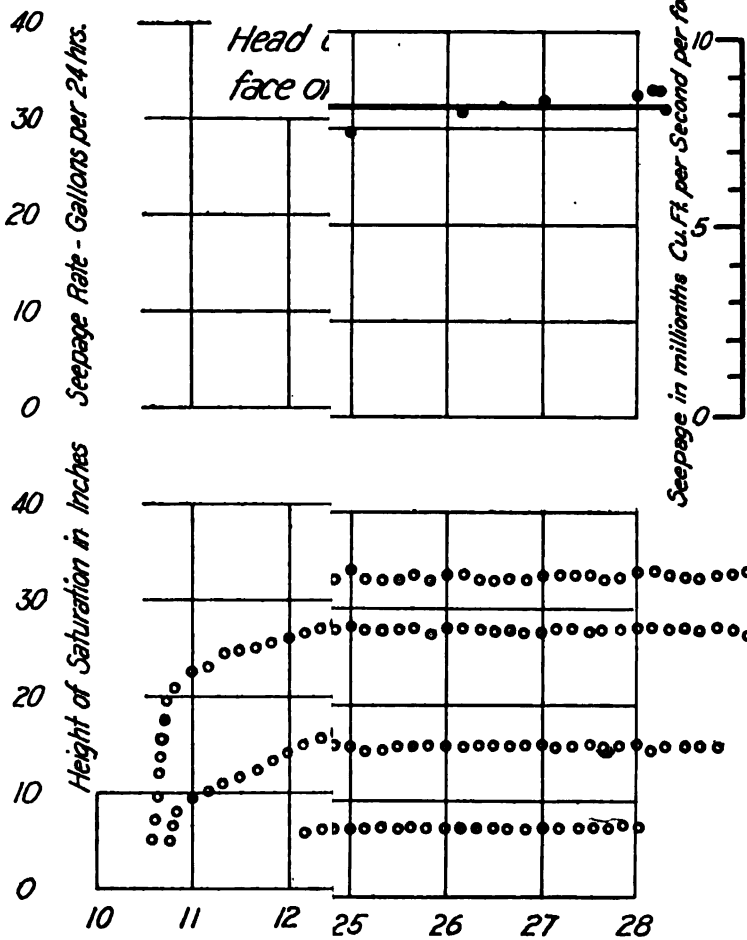 Head
face
Seepage Rate - Gallons per 24 hrs.
40
30
20
10
0
Seepage in millionths Cu.Ft. per Second per
10
5
0
Height of Saturation in Inches
40
30
20
10
0
10 11 12 25 26 27 28